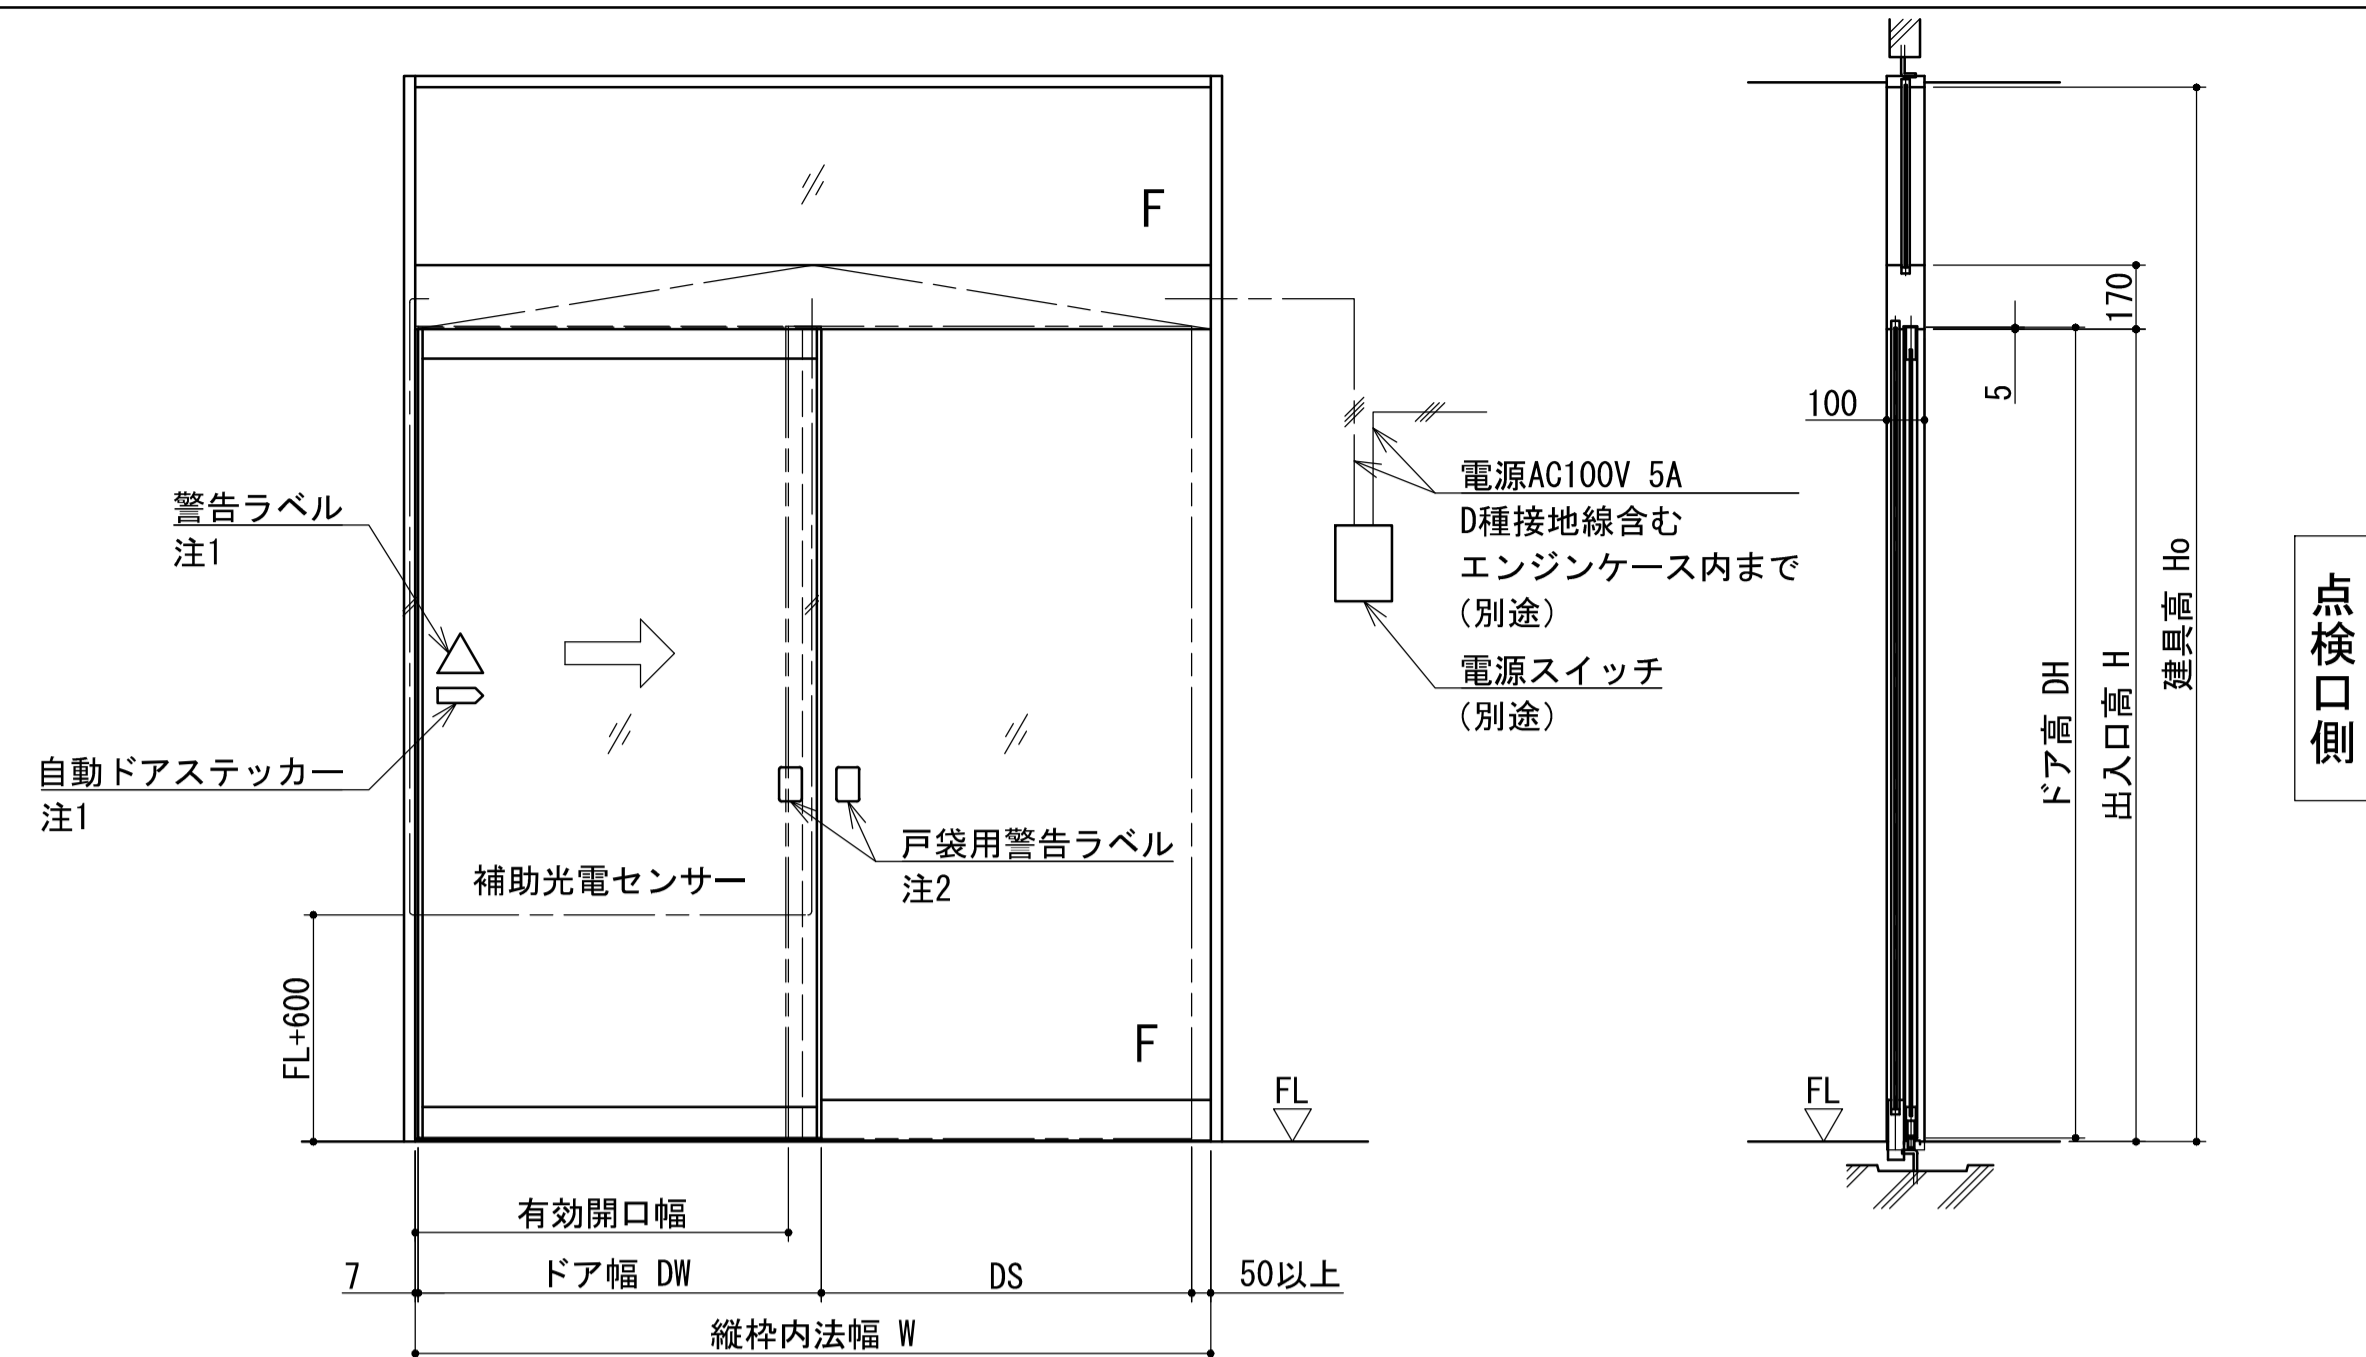 F
170
5
100
電源AC100V 5A
D種接地線含む
エンジンケース内まで
(別途)
電源スイッチ
(別途)
警告ラベル
注1
自動ドアステッカー
注1
戸袋用警告ラベル
注2
補助光電センサー
FL+600
F
FL
FL
ドア高 DH
出入口高 H
建具高 Ho
点検口側
有効開口幅
7
ドア幅 DW
DS
50以上
縦枠内法幅 W